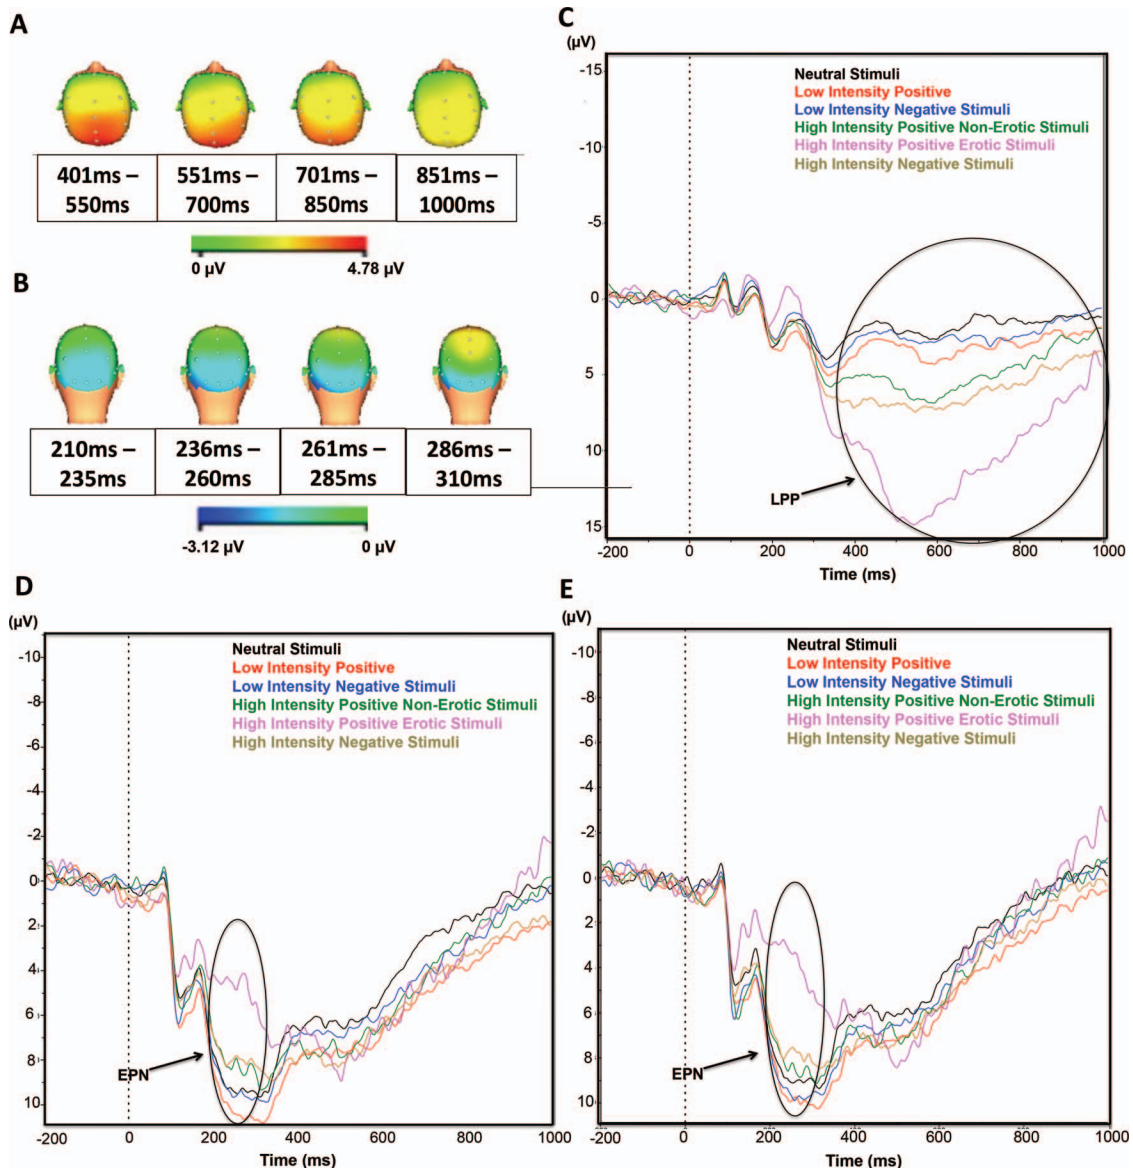 A
401ms –
550ms
551ms –
700ms
701ms –
850ms
851ms –
1000ms
0 µV
4.78 µV
B
210ms –
235ms
236ms –
260ms
261ms –
285ms
286ms –
310ms
-3.12 µV
0 µV
C
(µV)
-15
-10
-5
0
5
10
15
Neutral Stimuli
Low Intensity Positive
Low Intensity Negative Stimuli
High Intensity Positive Non-Erotic Stimuli
High Intensity Positive Erotic Stimuli
High Intensity Negative Stimuli
LPP
-200 0 200 400 600 800 1000
Time (ms)
D
(µV)
-10
-8
-6
-4
-2
0
2
4
6
8
10
Neutral Stimuli
Low Intensity Positive
Low Intensity Negative Stimuli
High Intensity Positive Non-Erotic Stimuli
High Intensity Positive Erotic Stimuli
High Intensity Negative Stimuli
EPN
-200 0 200 400 600 800 1000
Time (ms)
E
(µV)
-10
-8
-6
-4
-2
0
2
4
6
8
10
Neutral Stimuli
Low Intensity Positive
Low Intensity Negative Stimuli
High Intensity Positive Non-Erotic Stimuli
High Intensity Positive Erotic Stimuli
High Intensity Negative Stimuli
EPN
-200 0 200 400 600 800 1000
Time (ms)